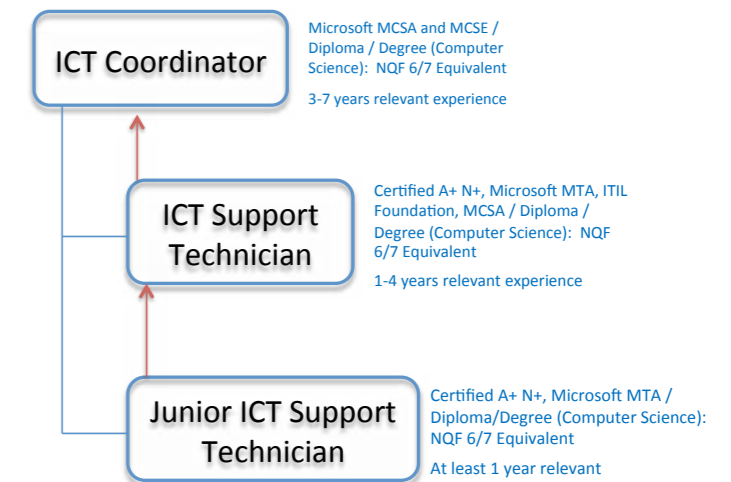 ICT Coordinator
Microsoft MCSA and MCSE /
Diploma / Degree (Computer
Science): NQF 6/7 Equivalent
3-7 years relevant experience
ICT Support
Technician
Certified A+ N+, Microsoft MTA, ITIL
Foundation, MCSA / Diploma /
Degree (Computer Science): NQF
6/7 Equivalent
1-4 years relevant experience
Junior ICT Support
Technician
Certified A+ N+, Microsoft MTA /
Diploma/Degree (Computer Science):
NQF 6/7 Equivalent
At least 1 year relevant